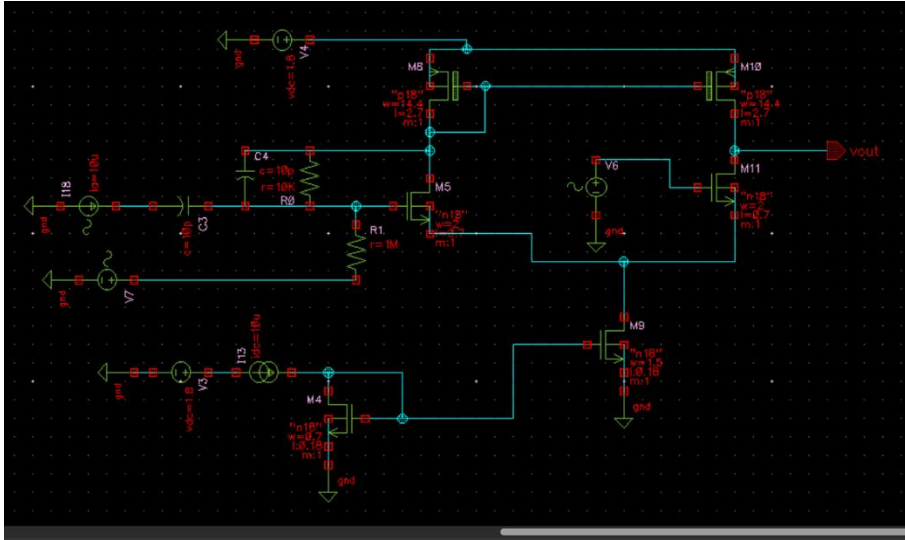 gnd
V4
vdc=1.8
M8
"p18"
w=14.4
l=2.7
m:1
M10
"p18"
w=14.4
l=2.7
m:1
vout
C4
c=10p
r=10K
R0
M5
"n18"
m:1
V6
gnd
M11
"n18"
w=2
l=0.7
m:1
I18
gnd
C3
c=10p
R1
r=1M
gnd
V7
M9
"n18"
w=1.5
l:0.18
m:1
gnd
gnd
V3
vdc=1.8
I13
idc=10u
M4
"n18"
w=0.7
l:0.18
m:1
gnd